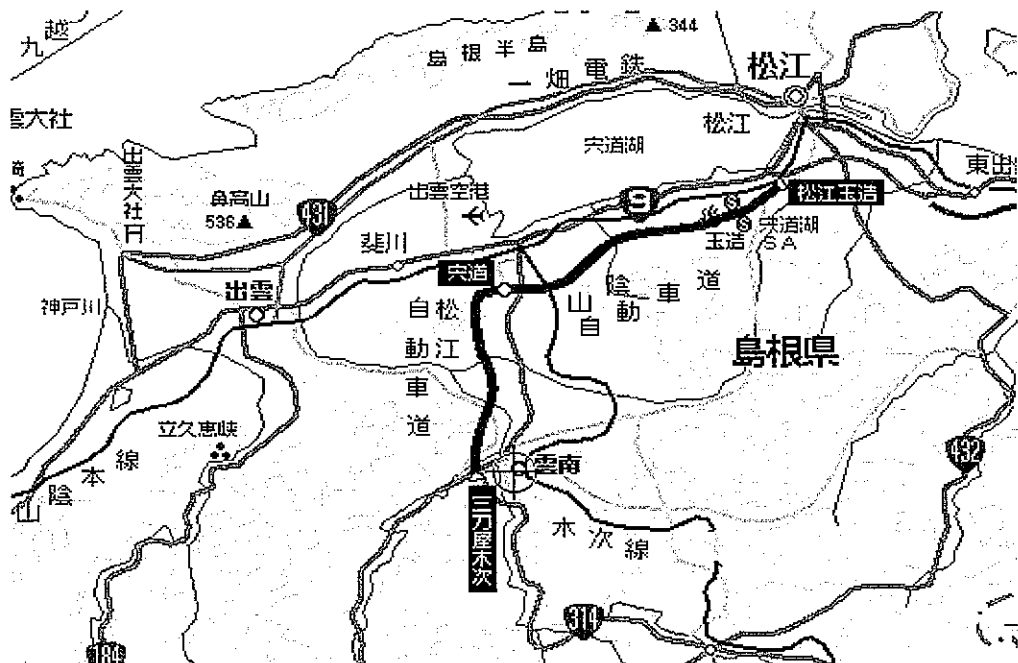 九越
▲ 344
島根半島
一畑電鉄
松江
雲大社
松江
宍道湖
東出雲
出雲大社
鼻高山
536▲
431
出雲空港
9
松江玉造
玉造
宍道湖
SA
斐川
宍道
山陰自動車道
神戸川
出雲
松江自動車道
島根県
立久恵峡
432
雲南
山陰本線
三刀屋木次
木次線
314
184